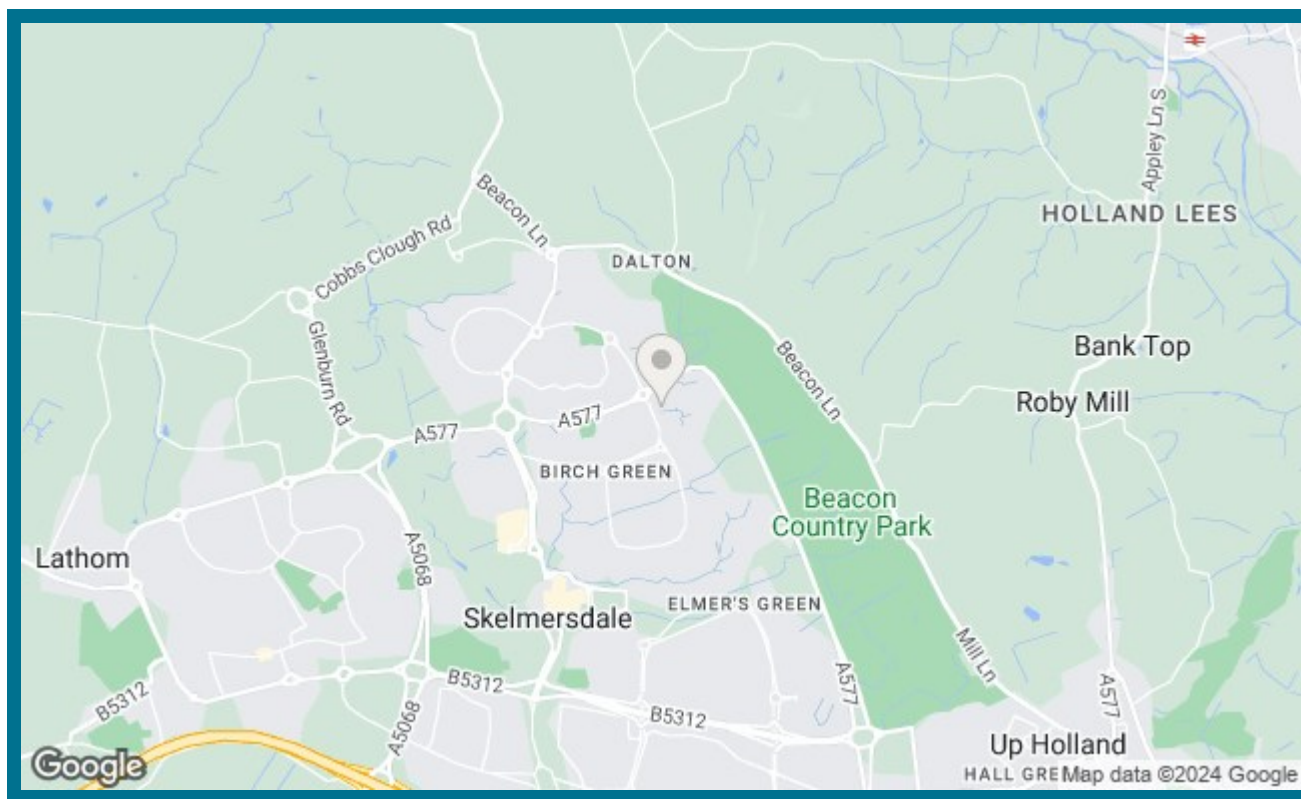 Appley Ln S
HOLLAND LEES
Beacon Ln
Cobbs Clough Rd
DALTON
Glenburn Rd
Beacon Ln
Bank Top
Roby Mill
A577
A577
BIRCH GREEN
Beacon
Country Park
Lathom
A5068
ELMER'S GREEN
Skelmersdale
Mill Ln
A577
A577
B5312
B5312
B5312
A5068
Up Holland
Google
HALL GRE
Map data ©2024 Google